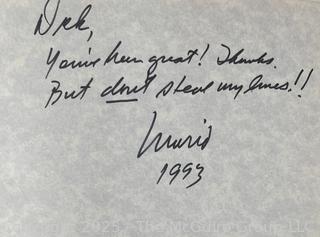 Dick,
You've been great! Thanks.
But don't steal my lines.!!
1993